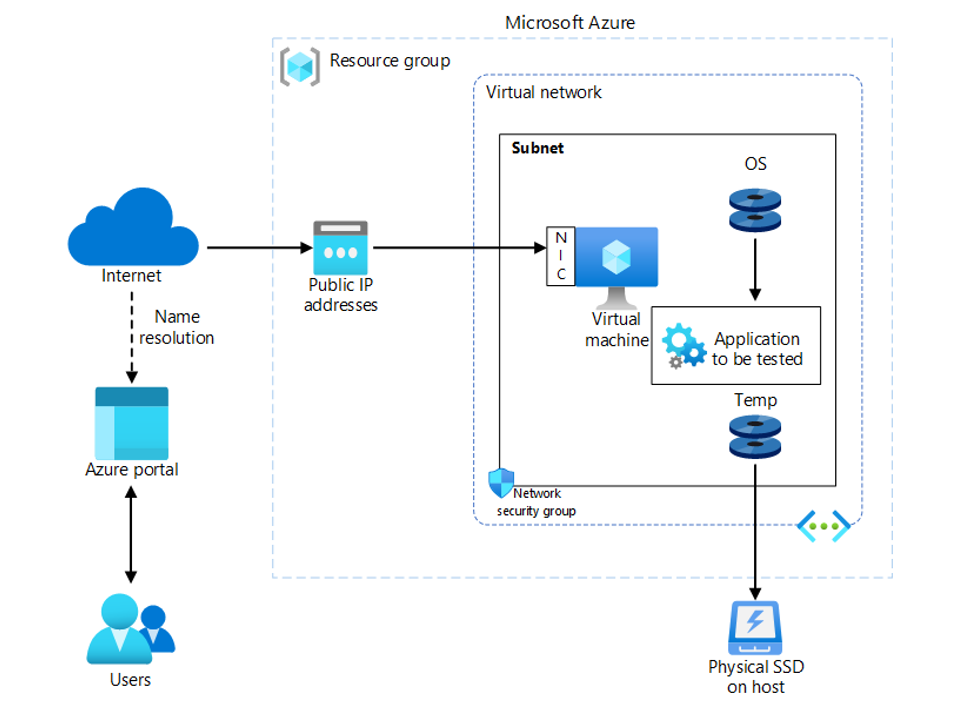 Microsoft Azure
Resource group
Virtual network
Subnet
OS
Internet
Public IP
addresses
N
I
C
Virtual
machine
Application
to be tested
Name
resolution
Temp
Azure portal
Network
security group
Users
Physical SSD
on host